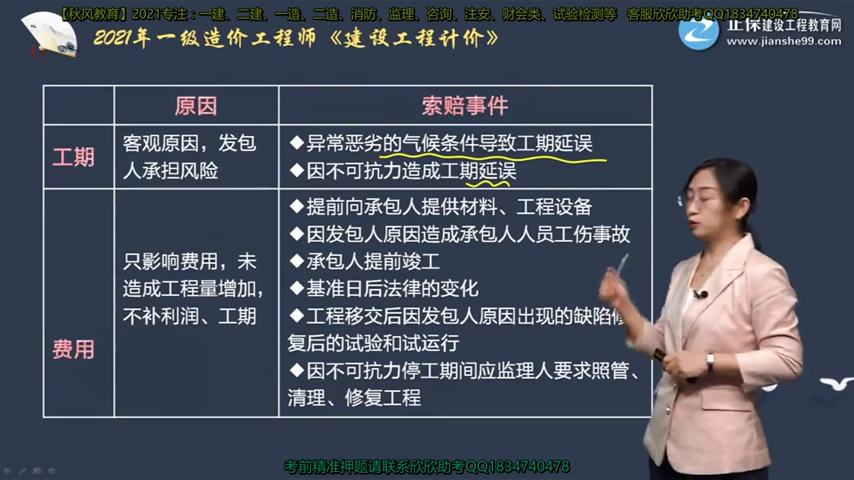 【秋风教育】2021专注：一建、二建、一造、二造、消防、监理、咨询、注安、财会类、试验检测等 客服欣欣助考QQ1834740478
2021年一级造价工程师《建设工程计价》
正保建设工程教育网
www.jianshe99.com
原因
索赔事件
工期
客观原因，发包
人承担风险
◆异常恶劣的气候条件导致工期延误
◆因不可抗力造成工期延误
费用
只影响费用，未
造成工程量增加，
不补利润、工期
◆提前向承包人提供材料、工程设备
◆因发包人原因造成承包人人员工伤事故
◆承包人提前竣工
◆基准日后法律的变化
◆工程移交后因发包人原因出现的缺陷修
复后的试验和试运行
◆因不可抗力停工期间应监理人要求照管、
清理、修复工程
考前精准押题请联系欣欣助考QQ1834740478